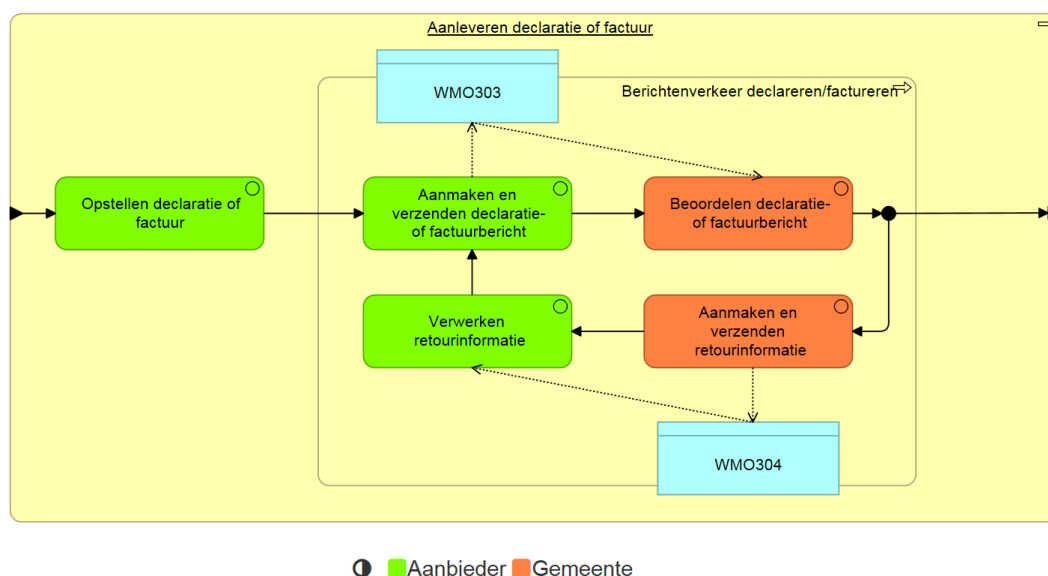 Aanleveren declaratie of factuur
WMO303
Berichtenverkeer declareren/factureren
Opstellen declaratie of
factuur
Aanmaken en
verzenden declaratie-
of factuurbericht
Beoordelen declaratie-
of factuurbericht
Verwerken
retourinformatie
Aanmaken en
verzenden
retourinformatie
WMO304
Aanbieder
Gemeente